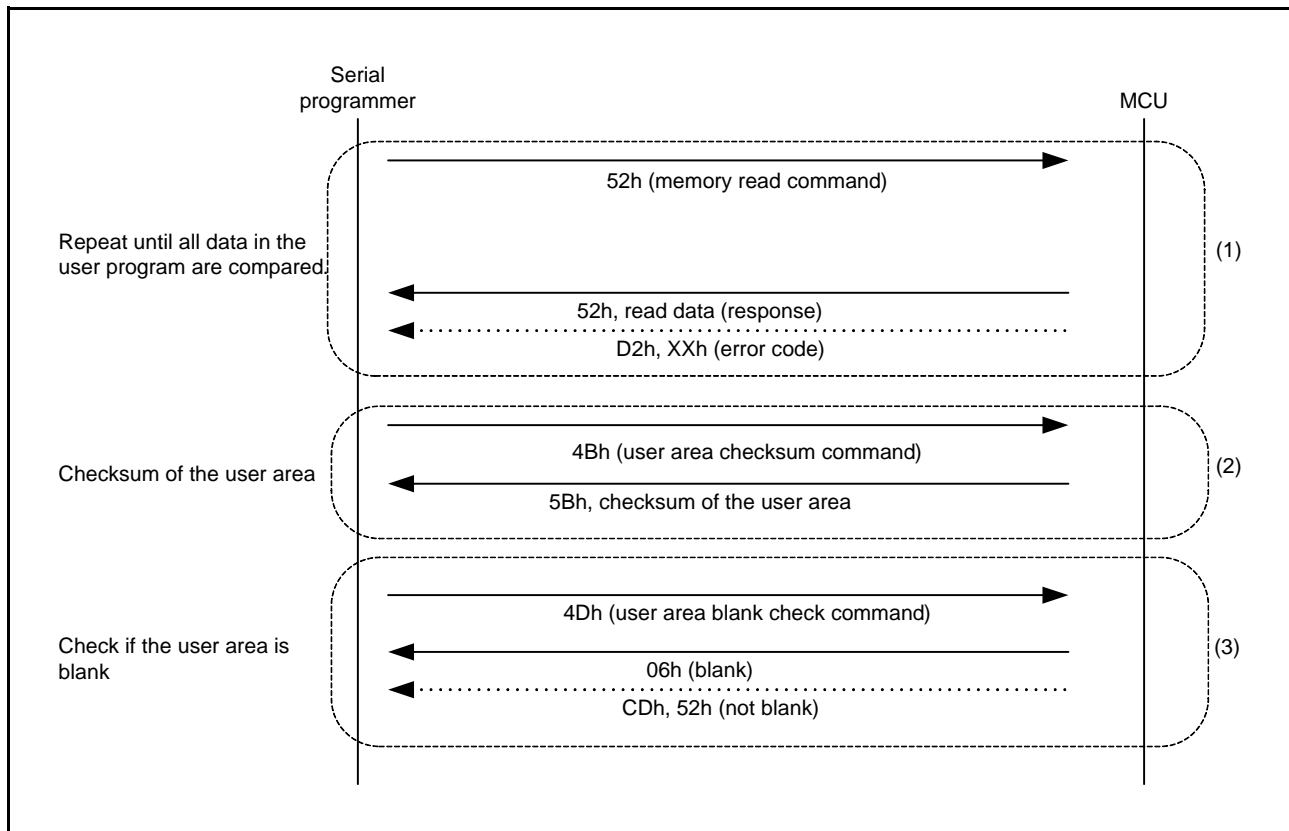 Serial
programmer
MCU
52h (memory read command)
Repeat until all data in the
user program are compared.
(1)
52h, read data (response)
D2h, XXh (error code)
4Bh (user area checksum command)
Checksum of the user area
(2)
5Bh, checksum of the user area
4Dh (user area blank check command)
Check if the user area is
blank
(3)
06h (blank)
CDh, 52h (not blank)